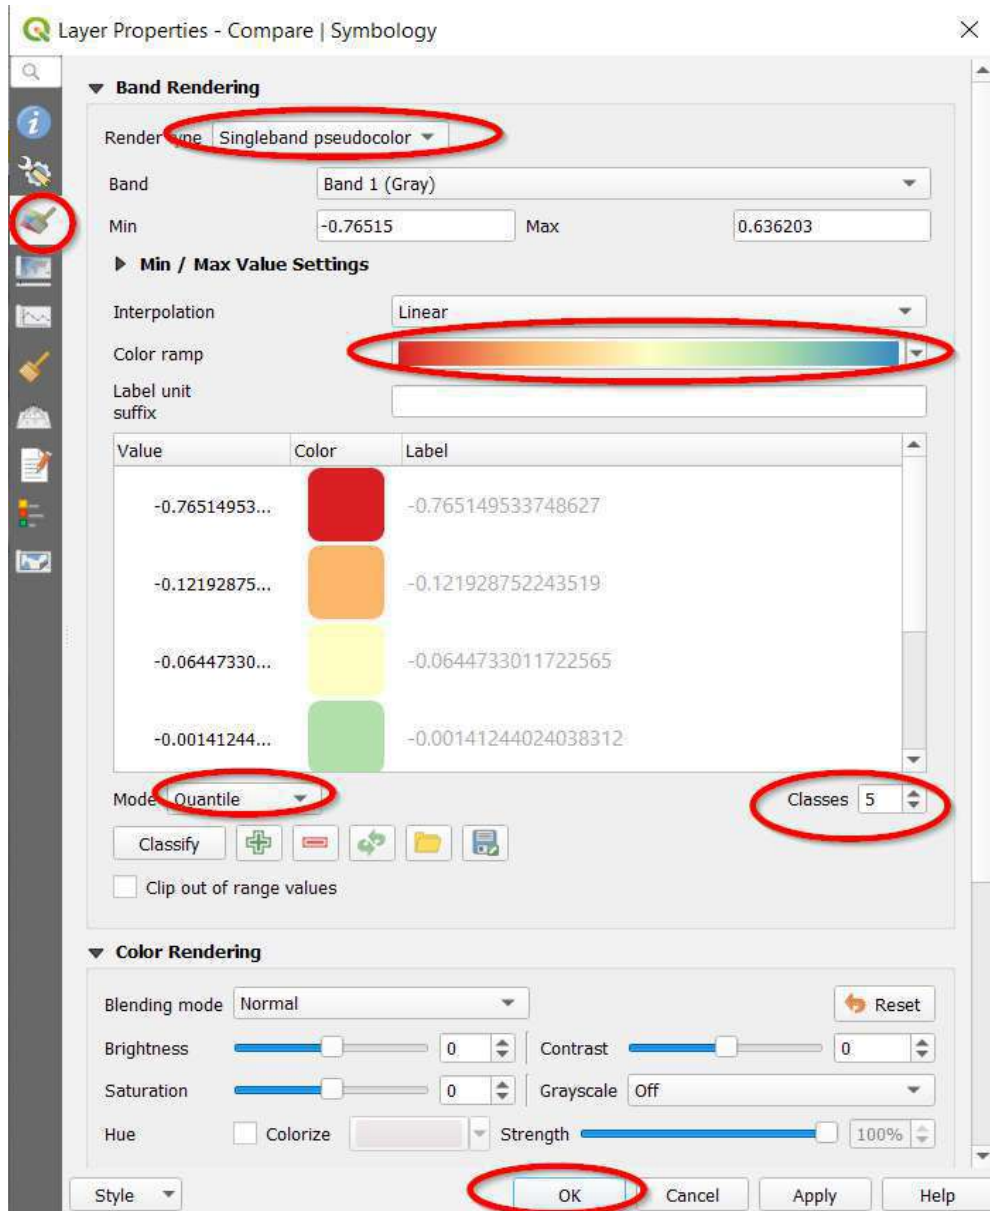 Layer Properties - Compare | Symbology
Band Rendering
Render type Singleband pseudocolor
Band Band 1 (Gray)
Min -0.76515 Max 0.636203
Min / Max Value Settings
Interpolation Linear
Color ramp
Label unit
suffix
Value Color Label
-0.76514953... -0.765149533748627
-0.12192875... -0.121928752243519
-0.06447330... -0.0644733011722565
-0.00141244... -0.00141244024038312
Mode Quantile Classes 5
Classify
Clip out of range values
Color Rendering
Blending mode Normal Reset
Brightness 0 Contrast 0
Saturation 0 Grayscale Off
Hue Colorize Strength 100%
Style OK Cancel Apply Help